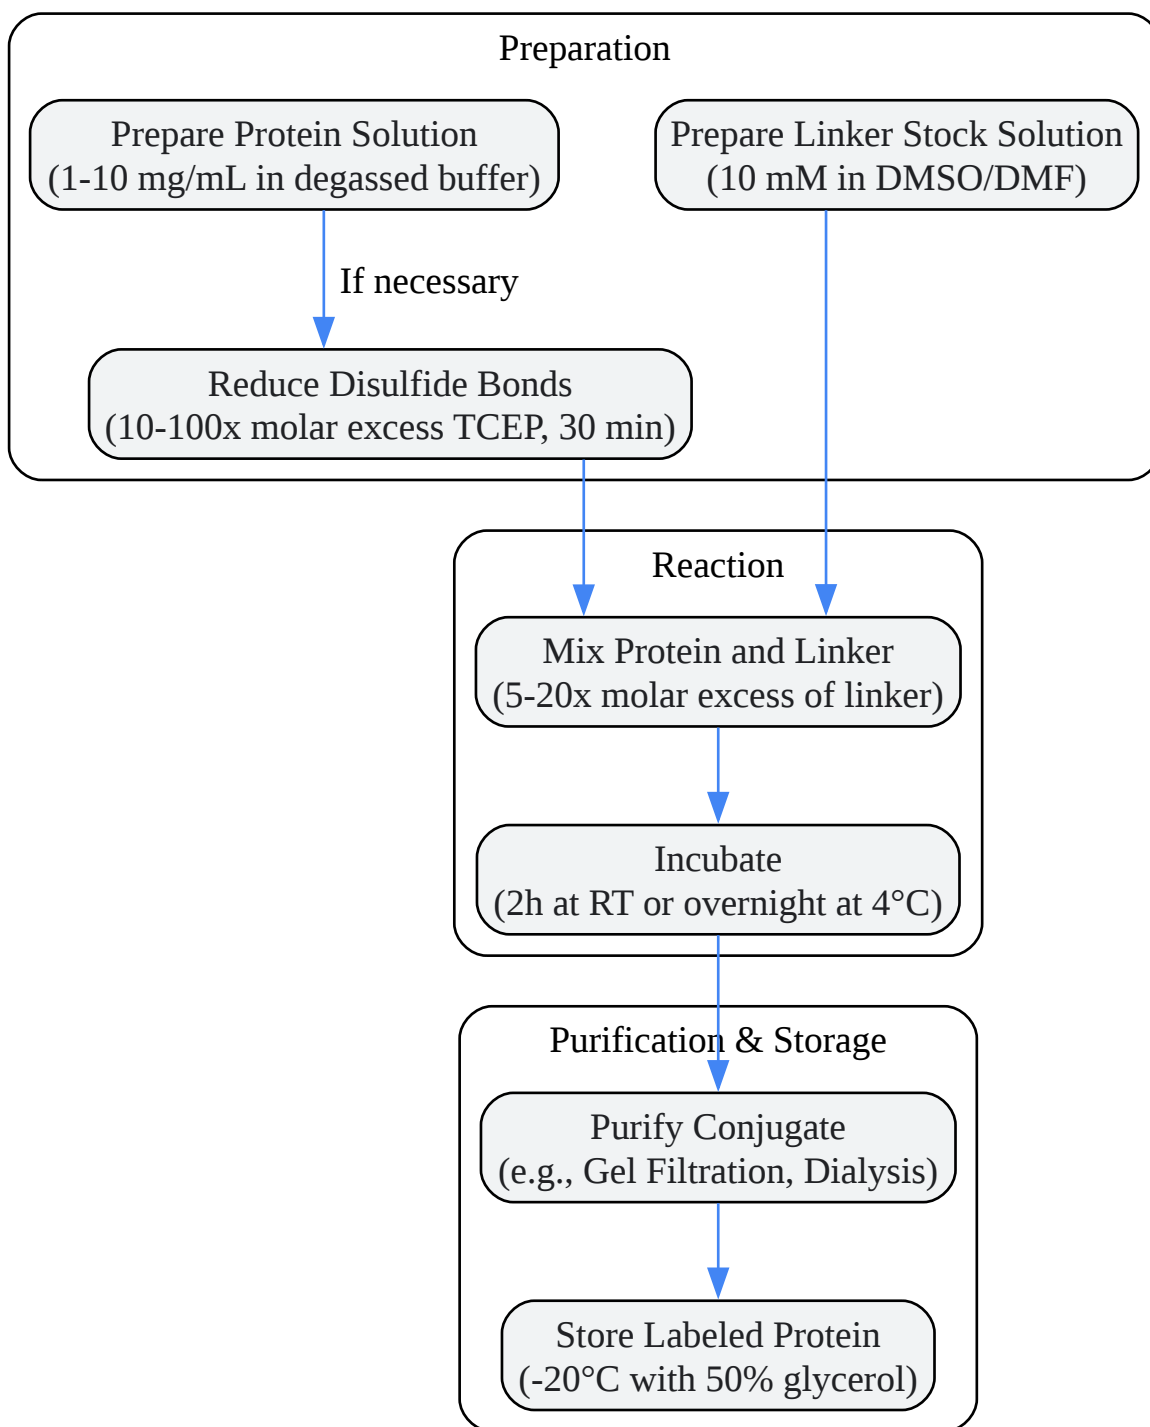 Preparation
Prepare Protein Solution
(1-10 mg/mL in degassed buffer)
Prepare Linker Stock Solution
(10 mM in DMSO/DMF)
If necessary
Reduce Disulfide Bonds
(10-100x molar excess TCEP, 30 min)
Reaction
Mix Protein and Linker
(5-20x molar excess of linker)
Incubate
(2h at RT or overnight at 4°C)
Purification & Storage
Purify Conjugate
(e.g., Gel Filtration, Dialysis)
Store Labeled Protein
(-20°C with 50% glycerol)